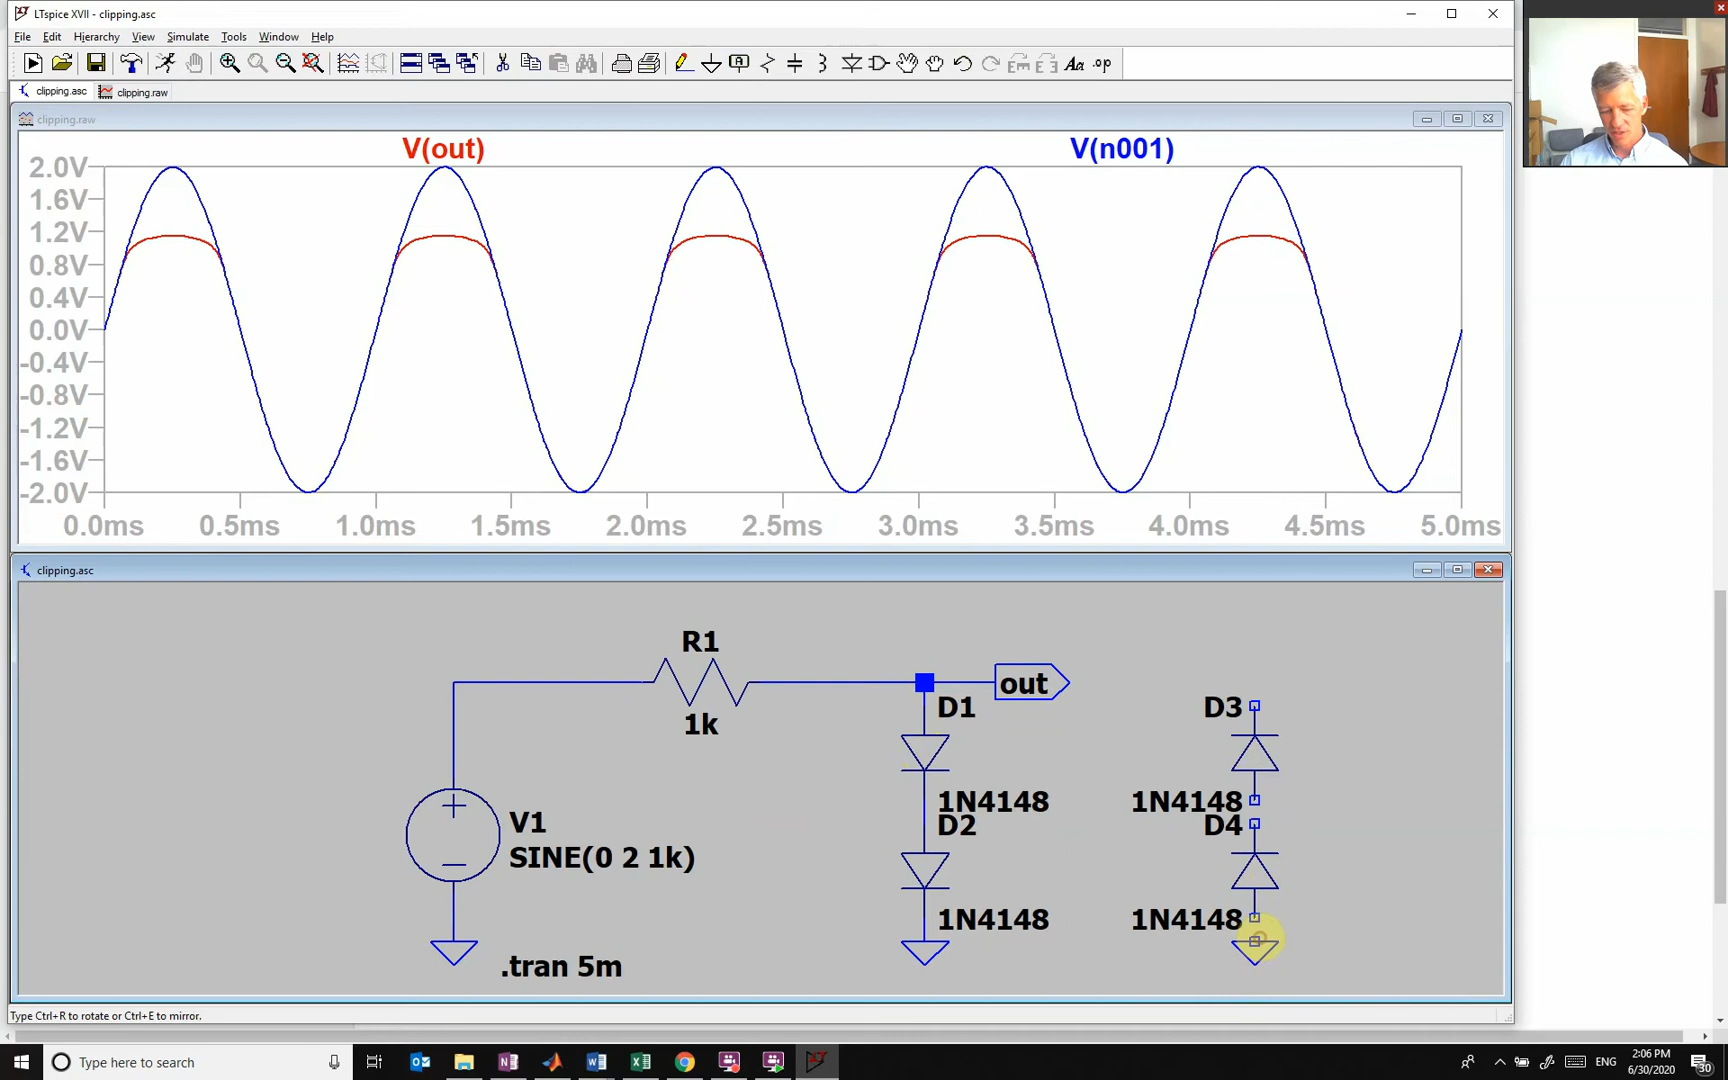 LTspice XVII - clipping.asc
File Edit Hierarchy View Simulate Tools Window Help
clipping.asc clipping.raw
clipping.raw
V(out) V(n001)
2.0V
1.6V
1.2V
0.8V
0.4V
0.0V
-0.4V
-0.8V
-1.2V
-1.6V
-2.0V
0.0ms 0.5ms 1.0ms 1.5ms 2.0ms 2.5ms 3.0ms 3.5ms 4.0ms 4.5ms 5.0ms
clipping.asc
R1
1k
out
D1
1N4148
D2
1N4148
D3
1N4148
D4
1N4148
V1
SINE(0 2 1k)
.tran 5m
Type Ctrl+R to rotate or Ctrl+E to mirror.
Type here to search
ENG
2:06 PM
6/30/2020
30